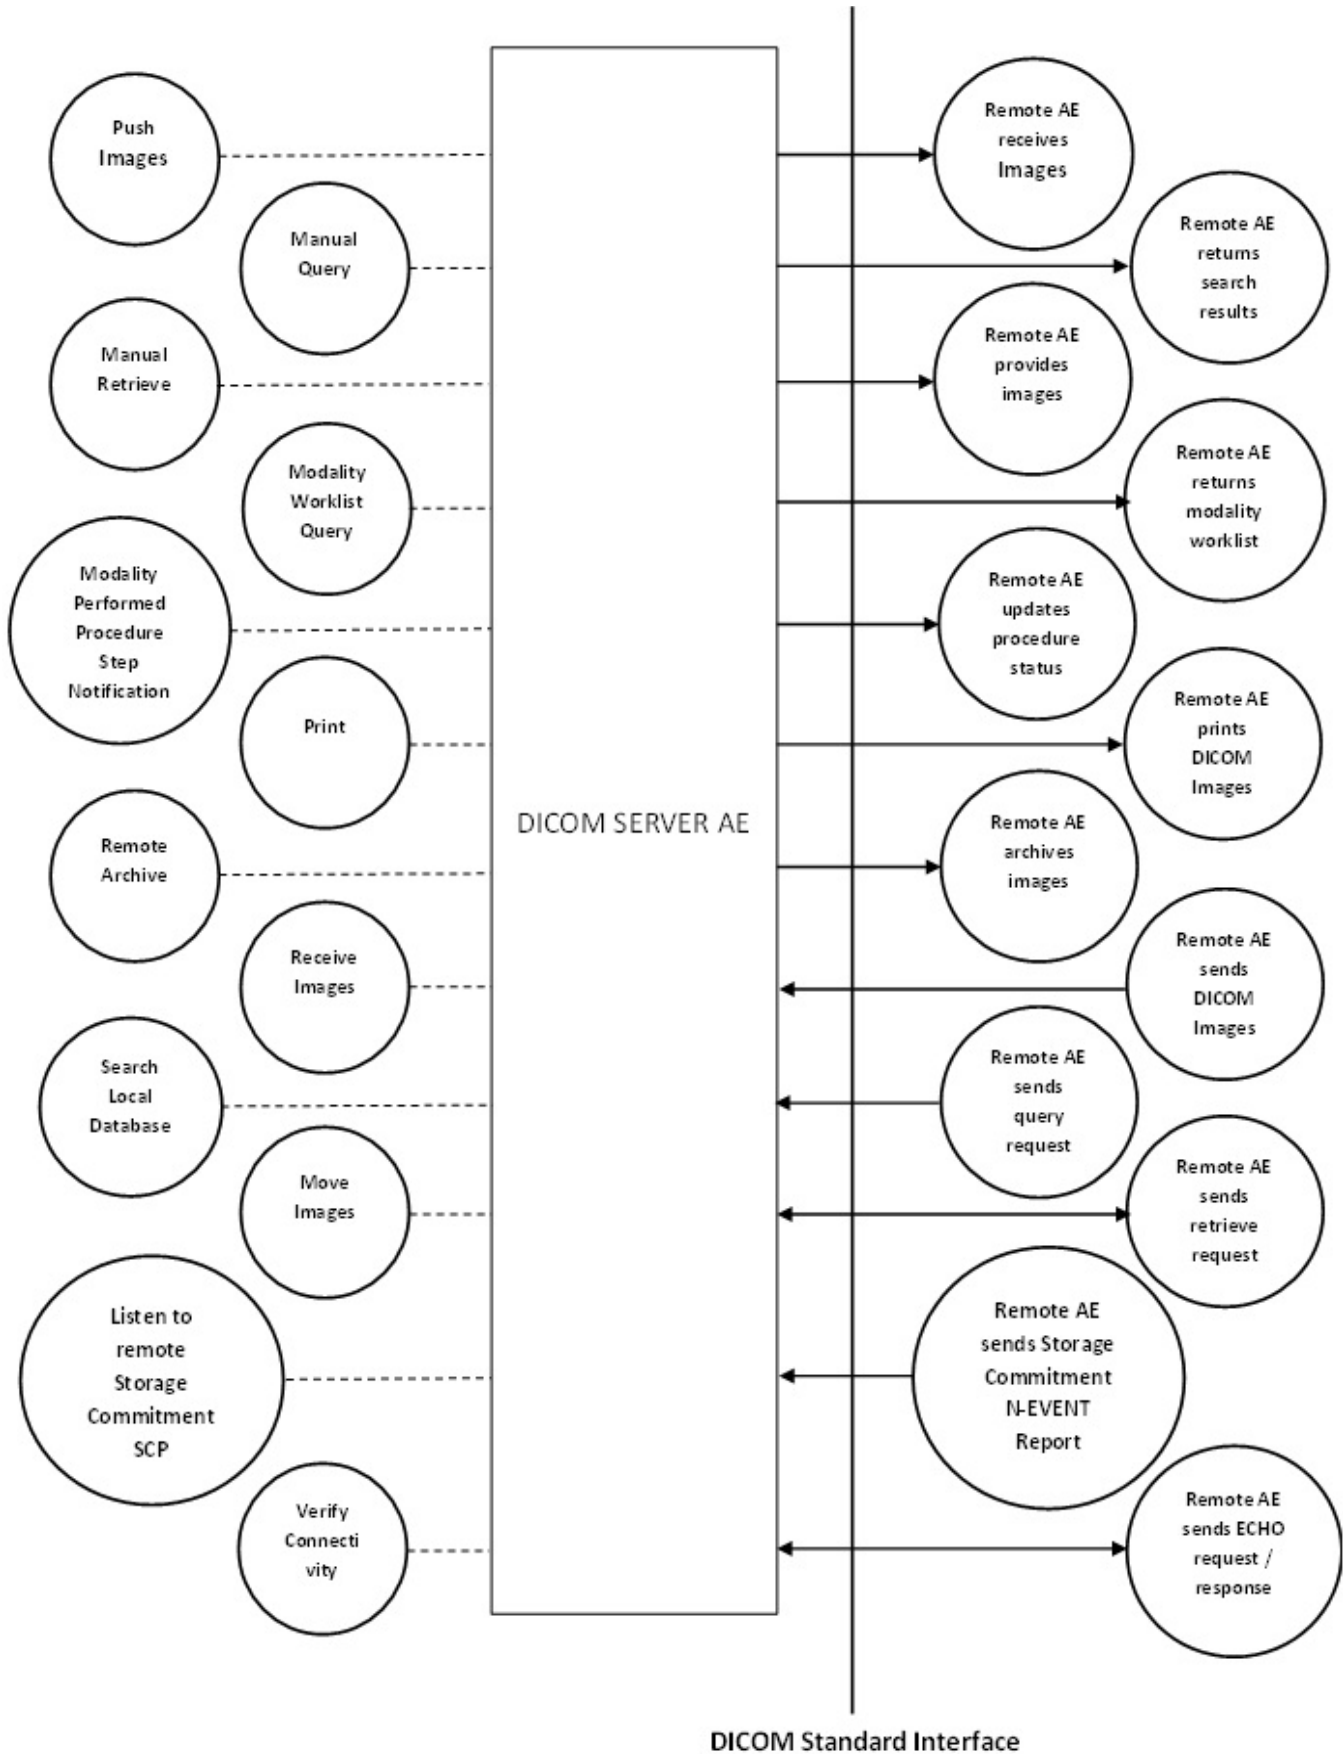 Push
Images
Remote AE
receives
Images
Manual
Query
Remote AE
returns
search
results
Manual
Retrieve
Remote AE
provides
images
Modality
Worklist
Query
Remote AE
returns
modality
worklist
Modality
Performed
Procedure
Step
Notification
Remote AE
updates
procedure
status
Print
Remote AE
prints
DICOM
Images
DICOM SERVER AE
Remote
Archive
Remote AE
archives
images
Receive
Images
Remote AE
sends
DICOM
Images
Search
Local
Database
Remote AE
sends
query
request
Move
Images
Remote AE
sends
retrieve
request
Listen to
remote
Storage
Commitment
SCP
Remote AE
sends Storage
Commitment
N-EVENT
Report
Verify
Connecti
vity
Remote AE
sends ECHO
request /
response
DICOM Standard Interface